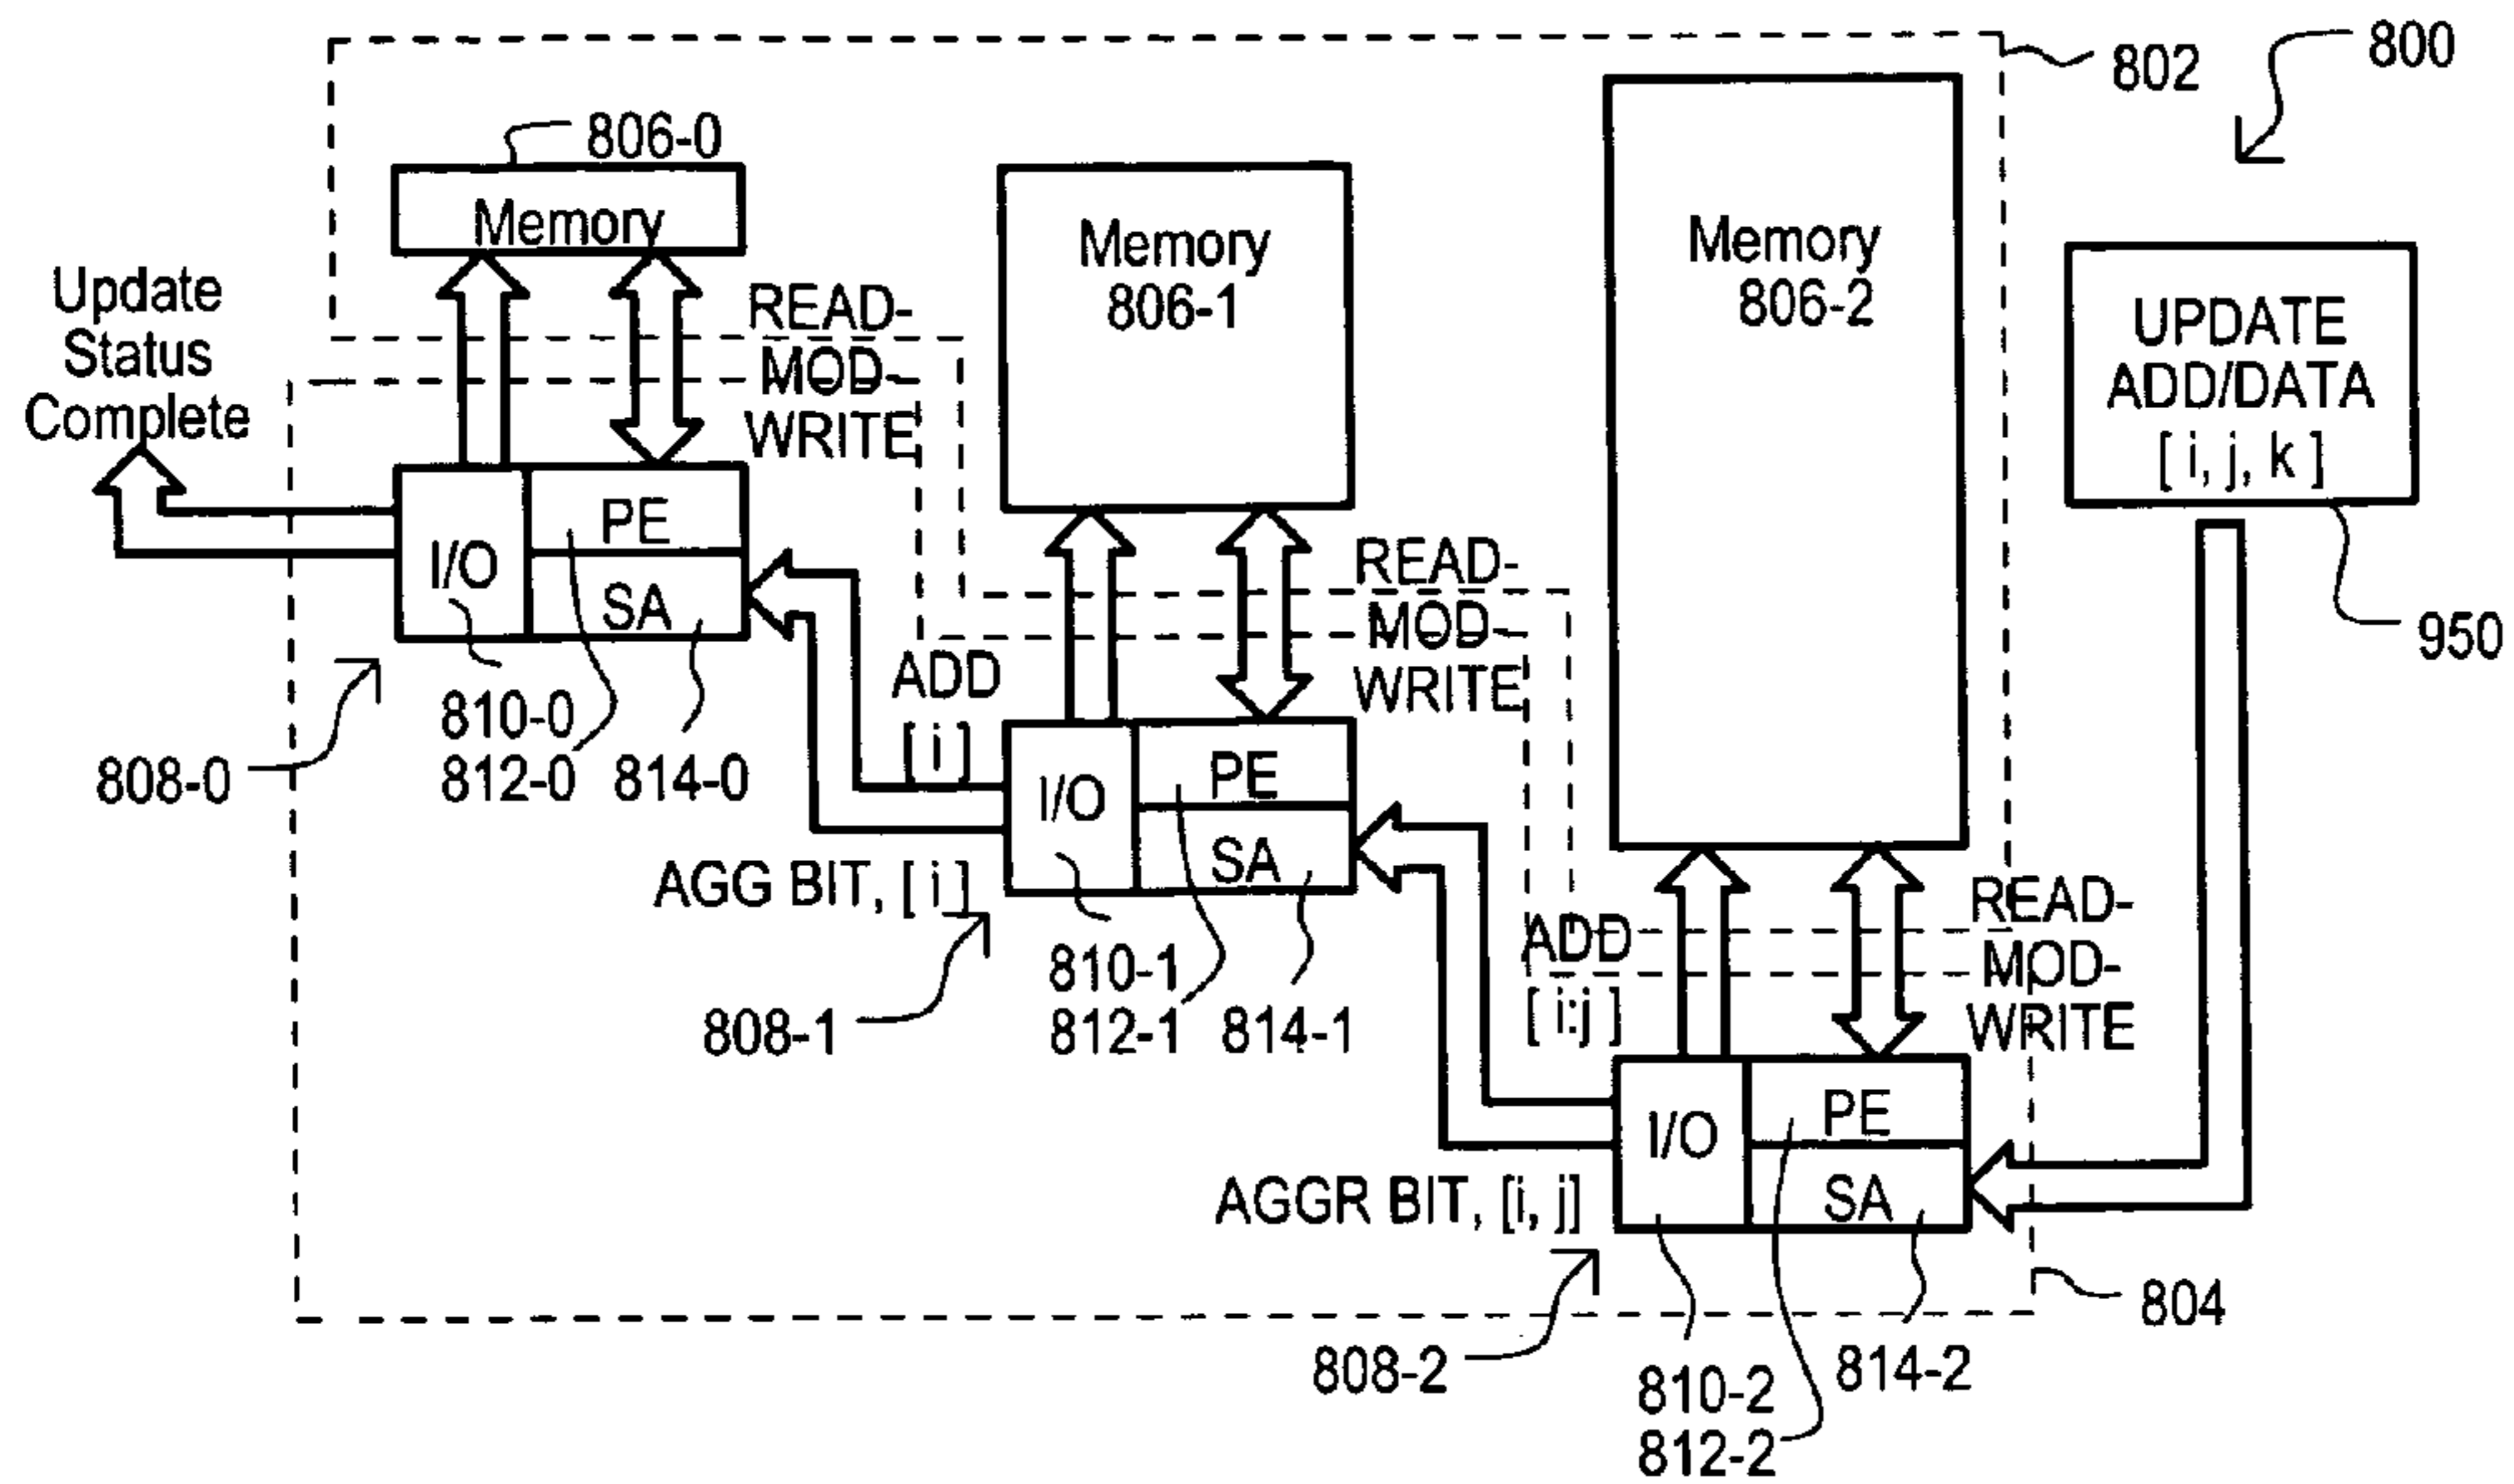 800
802
806-0
Memory
Memory
806-1
Memory
806-2
UPDATE
ADD/DATA
[ i, j, k ]
950
Update
Status
Complete
READ-
MOD-
WRITE
I/O
PE
SA
READ-
MOD-
WRITE
ADD
[ i ]
810-0
812-0
814-0
808-0
I/O
PE
SA
AGG BIT, [ i ]
READ-
MOD-
WRITE
ADD
[ i:j ]
810-1
812-1
814-1
808-1
I/O
PE
SA
AGGR BIT, [i, j]
804
808-2
810-2
812-2
814-2